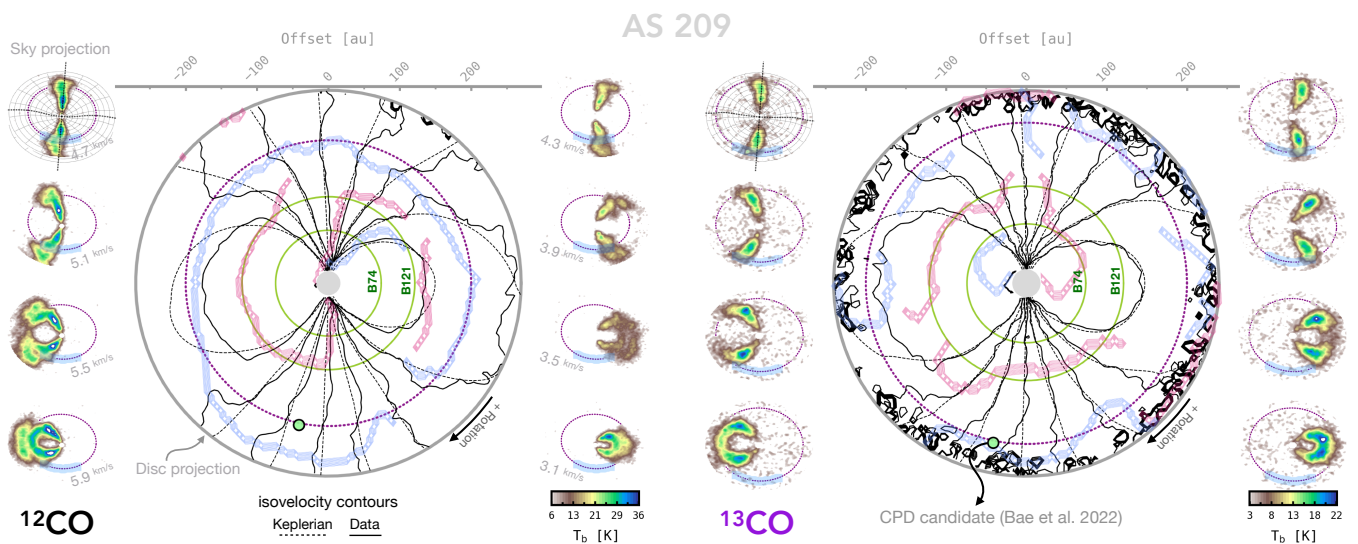 AS 209
Offset [au]
Offset [au]
Sky projection
-200
-100
0
100
200
-200
-100
0
100
200
4.7 km/s
4.3 km/s
5.1 km/s
3.9 km/s
B74
B121
B74
B121
5.5 km/s
3.5 km/s
+ Rotation
+ Rotation
Disc projection
5.9 km/s
3.1 km/s
isovelocity contours
Keplerian Data
¹²CO
6 13 21 29 36
T_b [K]
¹³CO
CPD candidate (Bae et al. 2022)
3 8 13 18 22
T_b [K]